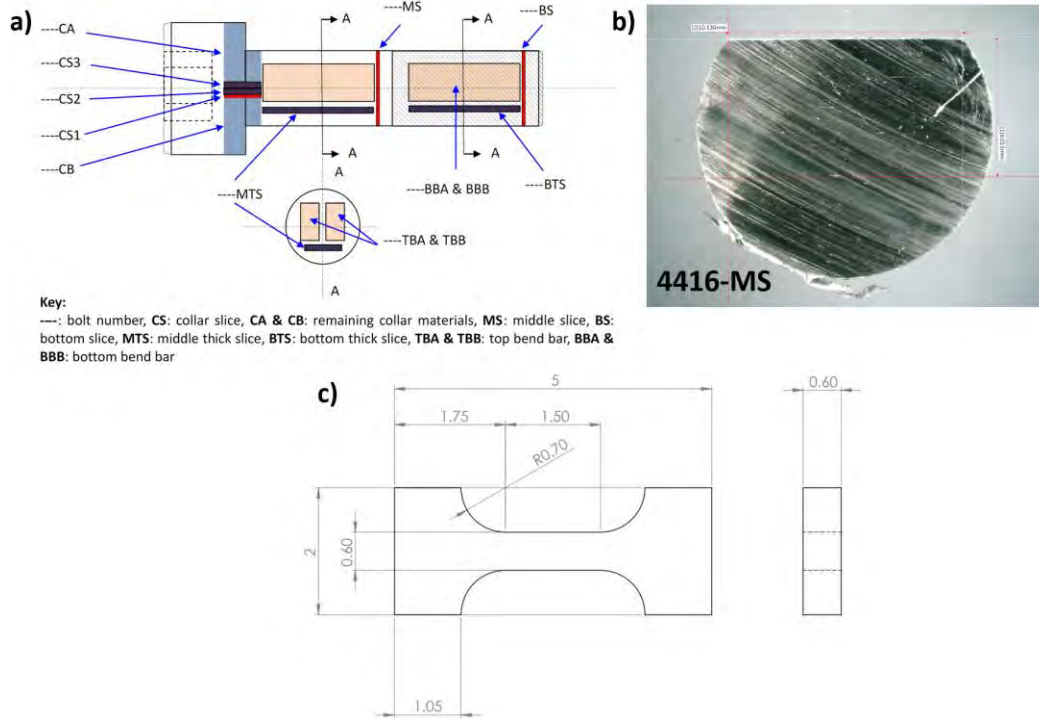 a)
----CA
----CS3
----CS2
----CS1
----CB
A
A
----MS
----BS
A
A
A
----MTS
----BBA & BBB
----BTS
----TBA & TBB
A
Key:
----: bolt number, CS: collar slice, CA & CB: remaining collar materials, MS: middle slice, BS:
bottom slice, MTS: middle thick slice, BTS: bottom thick slice, TBA & TBB: top bend bar, BBA &
BBB: bottom bend bar
b)
4416-MS
c)
5
0.60
1.75
1.50
R0.70
2
0.60
1.05